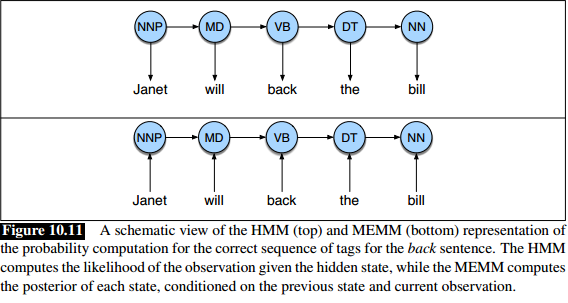 NNP MD VB DT NN
Janet will back the bill
NNP MD VB DT NN
Janet will back the bill
Figure 10.11 A schematic view of the HMM (top) and MEMM (bottom) representation of
the probability computation for the correct sequence of tags for the back sentence. The HMM
computes the likelihood of the observation given the hidden state, while the MEMM computes
the posterior of each state, conditioned on the previous state and current observation.